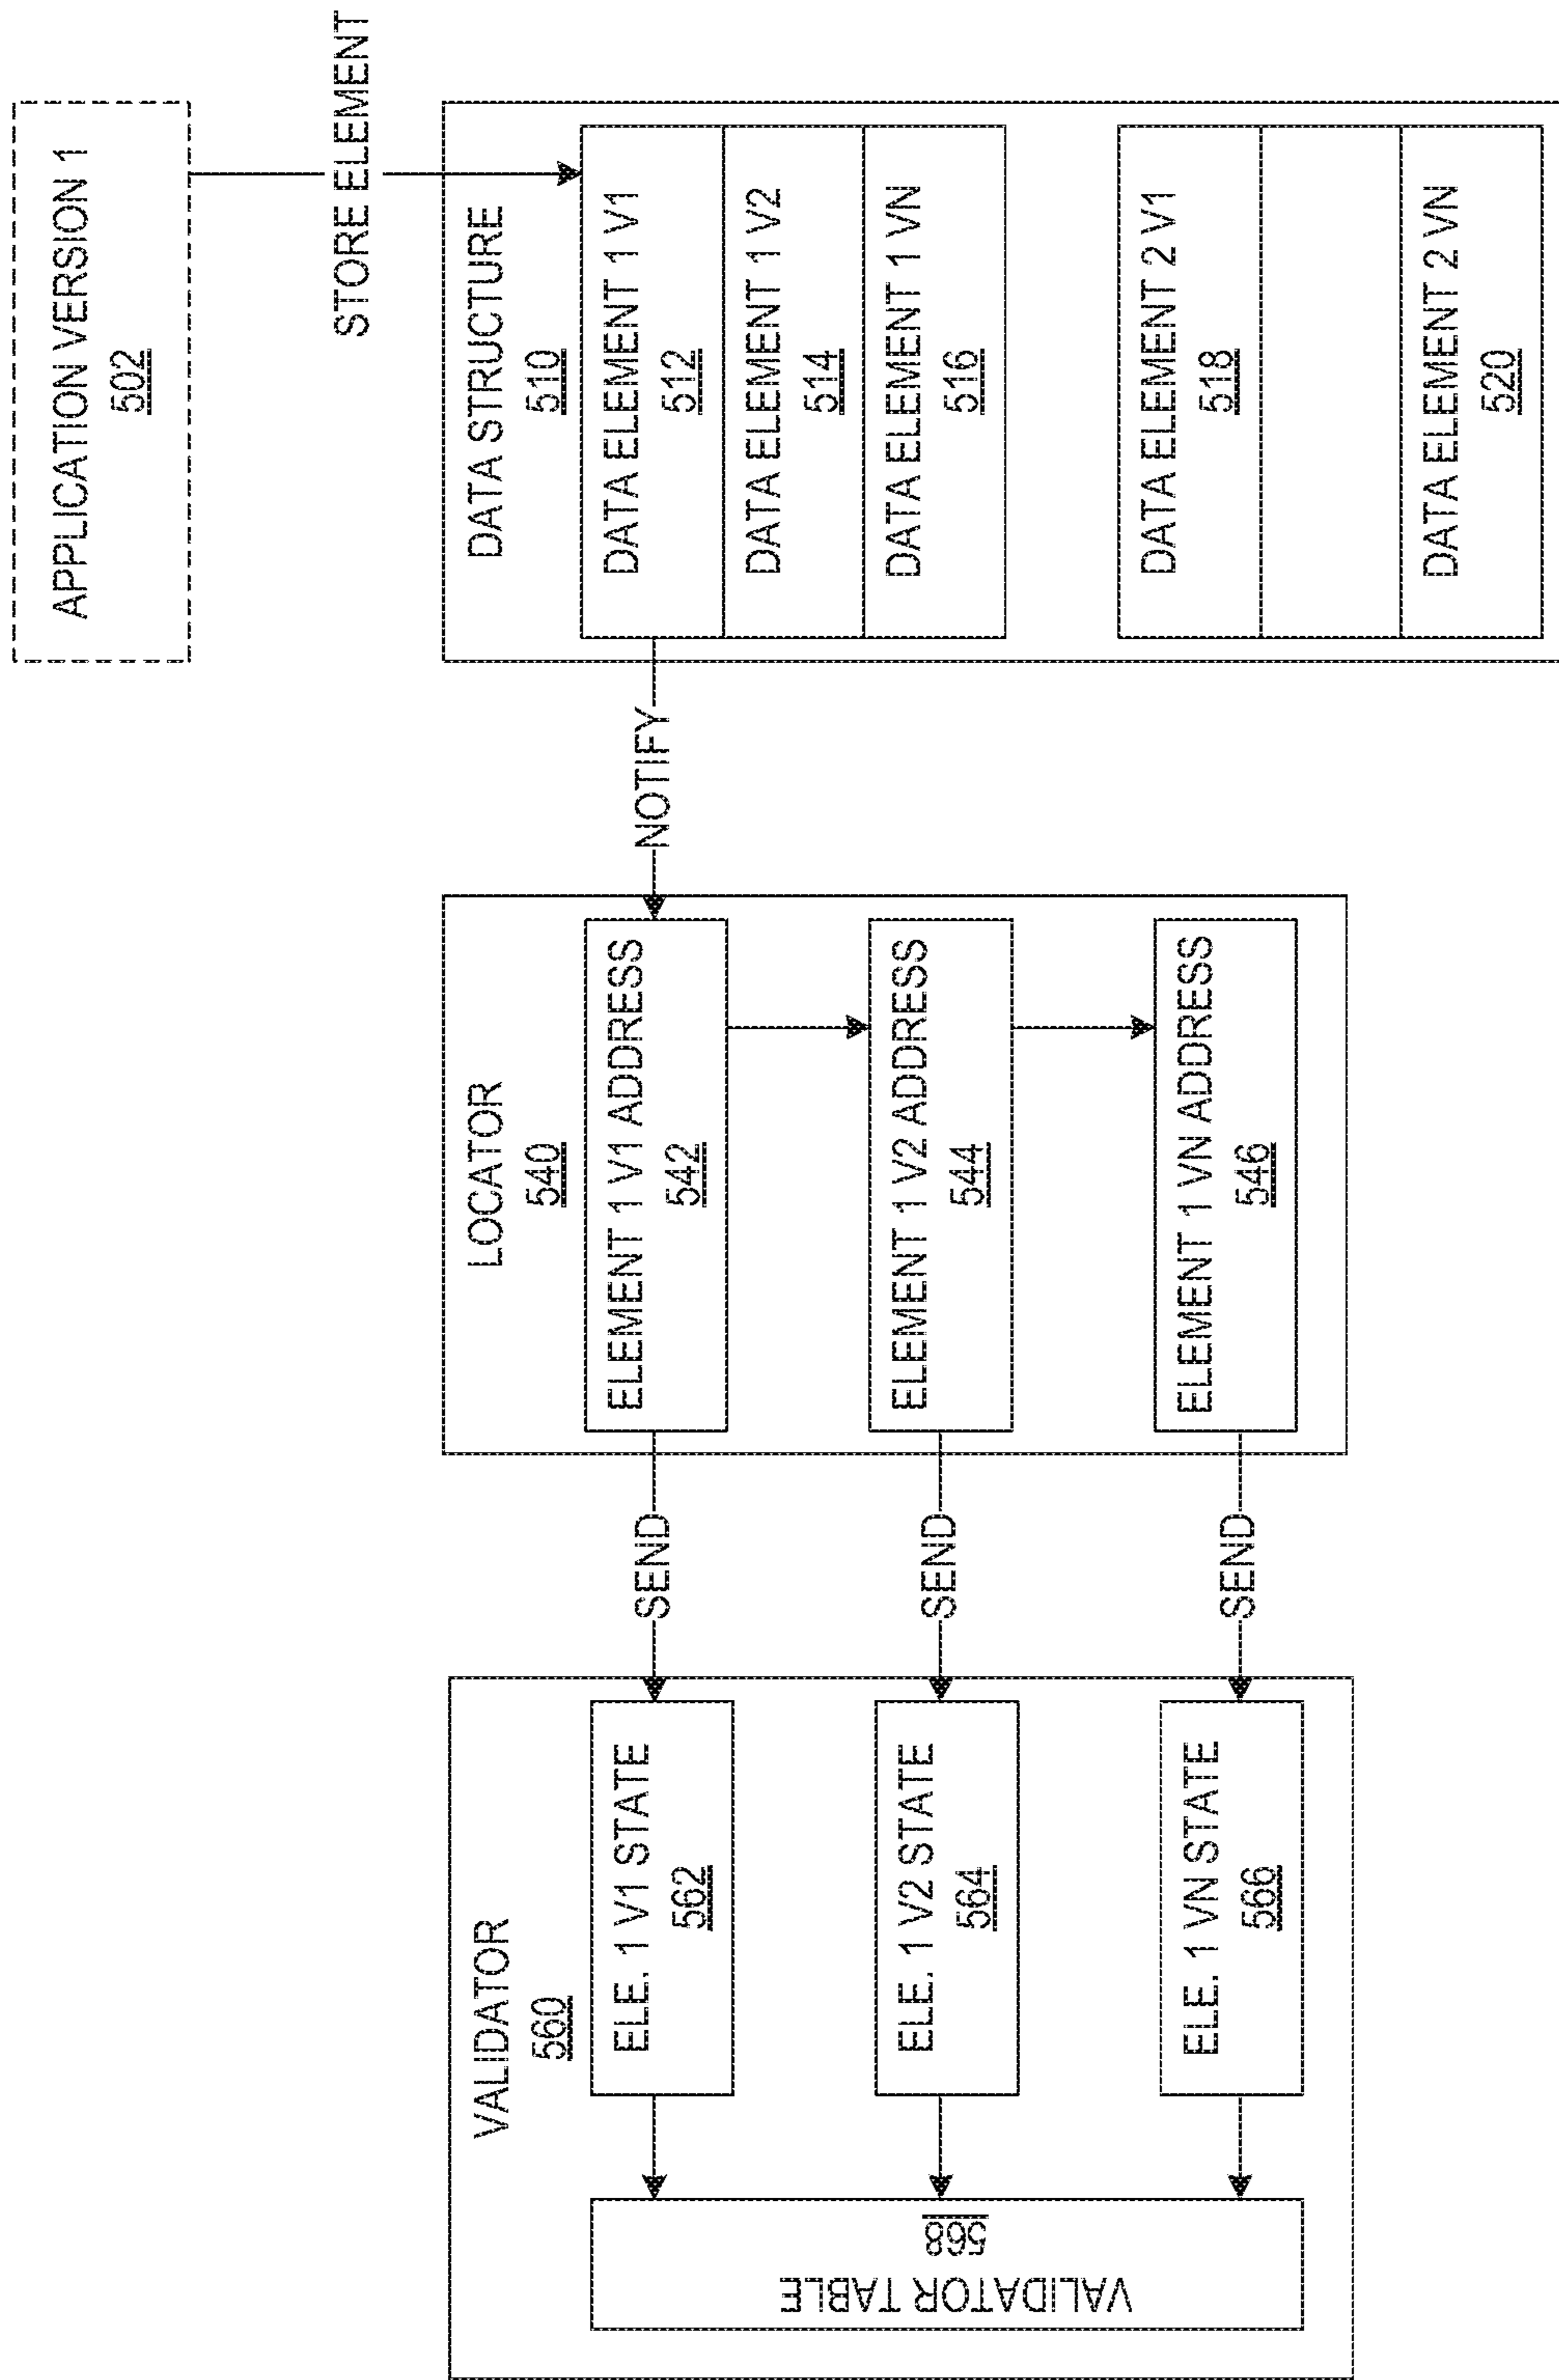 APPLICATION VERSION 1
502
STORE ELEMENT
DATA STRUCTURE
510
DATA ELEMENT 1 V1
512
DATA ELEMENT 1 V2
514
DATA ELEMENT 1 VN
516
DATA ELEMENT 2 V1
518
DATA ELEMENT 2 VN
520
NOTIFY
LOCATOR
540
ELEMENT 1 V1 ADDRESS
542
ELEMENT 1 V2 ADDRESS
544
ELEMENT 1 VN ADDRESS
546
SEND
SEND
SEND
VALIDATOR
560
ELE. 1 V1 STATE
562
ELE. 1 V2 STATE
564
ELE. 1 VN STATE
566
VALIDATOR TABLE
568